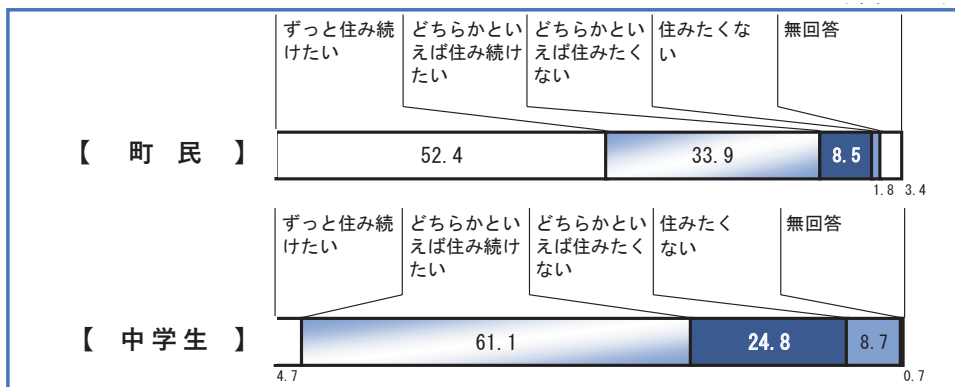 ずっと住み続
けたい
どちらかとい
えば住み続け
たい
どちらかとい
えば住みたく
ない
住みたくな
い
無回答
【 町 民 】
52.4
33.9
8.5
1.8
3.4
ずっと住み続
けたい
どちらかとい
えば住み続け
たい
どちらかとい
えば住みたく
ない
住みたく
ない
無回答
【 中学生 】
4.7
61.1
24.8
8.7
0.7